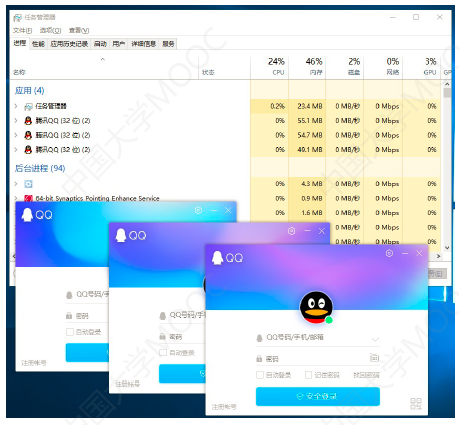 任务管理器
文件(F) 选项(O) 查看(V)
进程 性能 应用历史记录 启动 用户 详细信息 服务
24% 46% 2% 0% 3%
名称 状态 CPU 内存 磁盘 网络 GPU GP
应用 (4)
任务管理器 0.2% 23.4 MB 0 MB/秒 0 Mbps 0%
腾讯QQ (32 位) (2) 0% 55.1 MB 0 MB/秒 0 Mbps 0%
腾讯QQ (32 位) (2) 0% 54.7 MB 0 MB/秒 0 Mbps 0%
腾讯QQ (32 位) (2) 0% 49.1 MB 0 MB/秒 0 Mbps 0%
后台进程 (94)
0% 4.3 MB 0 MB/秒 0 Mbps 0%
64-bit Synaptics Pointing Enhance Service 0% 0.9 MB 0 MB/秒 0 Mbps 0%
0% 1.6 MB 0 MB/秒 0 Mbps 0%
0 MB/秒 0 Mbps 0%
0 MB/秒 0 Mbps 0%
QQ
QQ号码/手
密码
自动登录
注册帐号
QQ
QQ号码/手机
密码
自动登录
注册帐号
QQ
QQ号码/手机/邮箱
密码
自动登录 记住密码 找回密码
安全登录
注册帐号
中国大学MOOC